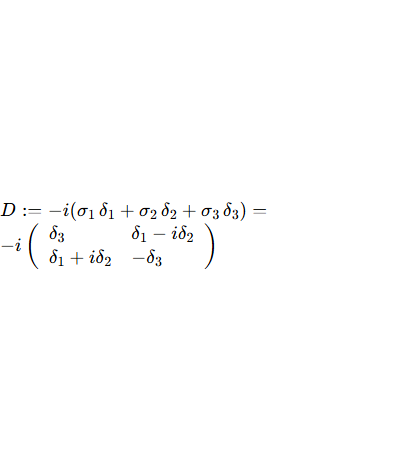 D := −i(σ₁ δ₁ + σ₂ δ₂ + σ₃ δ₃) =
−i ( δ₃ δ₁ − iδ₂
δ₁ + iδ₂ −δ₃ )